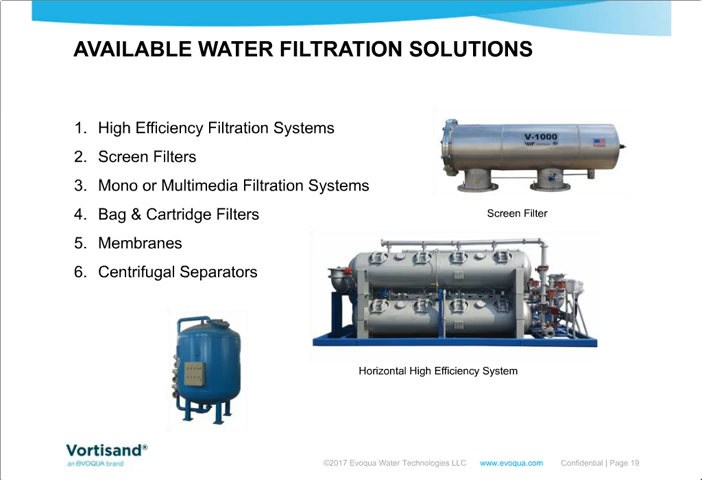 AVAILABLE WATER FILTRATION SOLUTIONS
1. High Efficiency Filtration Systems
2. Screen Filters
3. Mono or Multimedia Filtration Systems
4. Bag & Cartridge Filters
5. Membranes
6. Centrifugal Separators
V-1000
Screen Filter
Horizontal High Efficiency System
Vortisand®
an evoqua brand
©2017 Evoqua Water Technologies LLC www.evoqua.com Confidential | Page 19